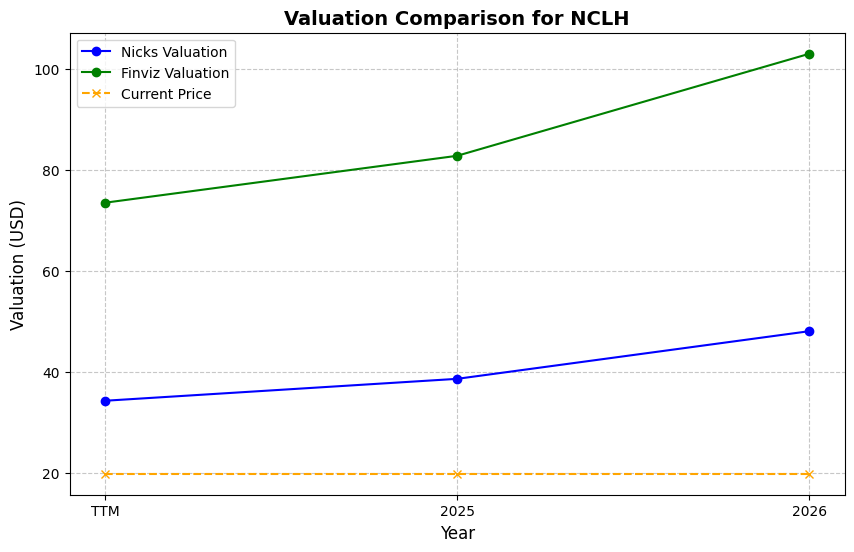 Valuation Comparison for NCLH
Nicks Valuation
Finviz Valuation
Current Price
Valuation (USD)
100
80
60
40
20
TTM 2025 2026
Year